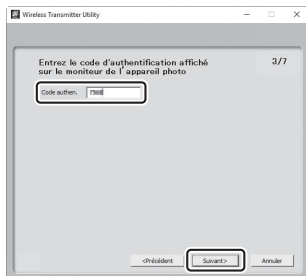 Wireless Transmitter Utility
Entrez le code d'authentification affiché
sur le moniteur de l'appareil photo
3/7
Code authen.
<Précédent
Suivant>
Annuler